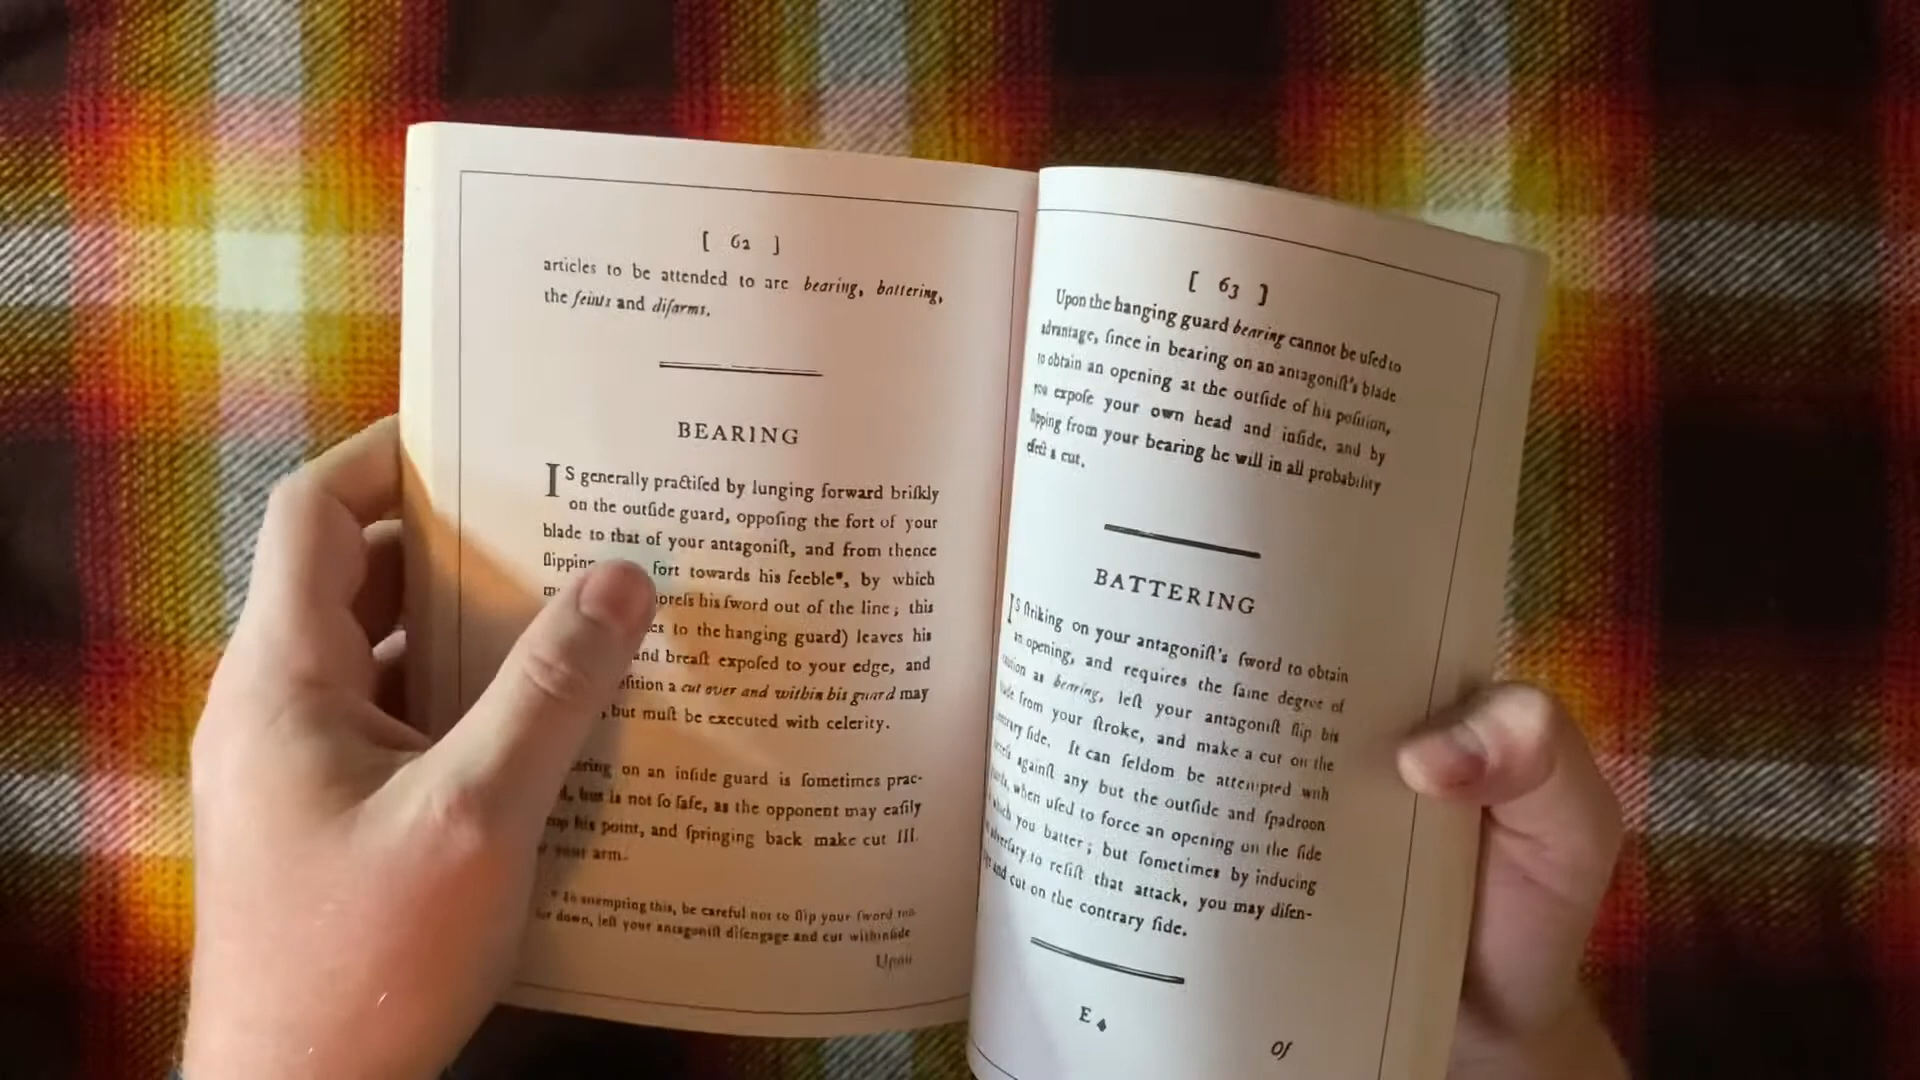 [ 62 ]
articles to be attended to are bearing, battering,
the feints and diſarms.
BEARING
IS generally practiſed by lunging forward briſkly
on the outſide guard, oppoſing the fort of your
blade to that of your antagoniſt, and from thence
fort towards his feeble*, by which
his ſword out of the line; this
to the hanging guard) leaves his
and breaſt expoſed to your edge, and
a cut over and within his guard may
, but muſt be executed with celerity.
on an inſide guard is ſometimes prac-
but is not ſo ſafe, as the opponent may eaſily
his point, and ſpringing back make cut III.
your arm.
* In attempting this, be careful not to ſlip your ſword too
down, leſt your antagoniſt diſengage and cut withinſide
Upon
[ 63 ]
Upon the hanging guard bearing cannot be uſed to
advantage, ſince in bearing on an antagoniſt's blade
to obtain an opening at the outſide of his poſition,
you expoſe your own head and inſide, and by
ſlipping from your bearing he will in all probability
effect a cut.
BATTERING
IS ſtriking on your antagoniſt's ſword to obtain
an opening, and requires the ſame degree of
caution as bearing, leſt your antagoniſt ſlip his
blade from your ſtroke, and make a cut on the
contrary ſide. It can ſeldom be attempted with
ſucceſs againſt any but the outſide and ſpadroon
guards, when uſed to force an opening on the ſide
which you batter; but ſometimes by inducing
adverſary to reſiſt that attack, you may diſen-
and cut on the contrary ſide.
E
Of